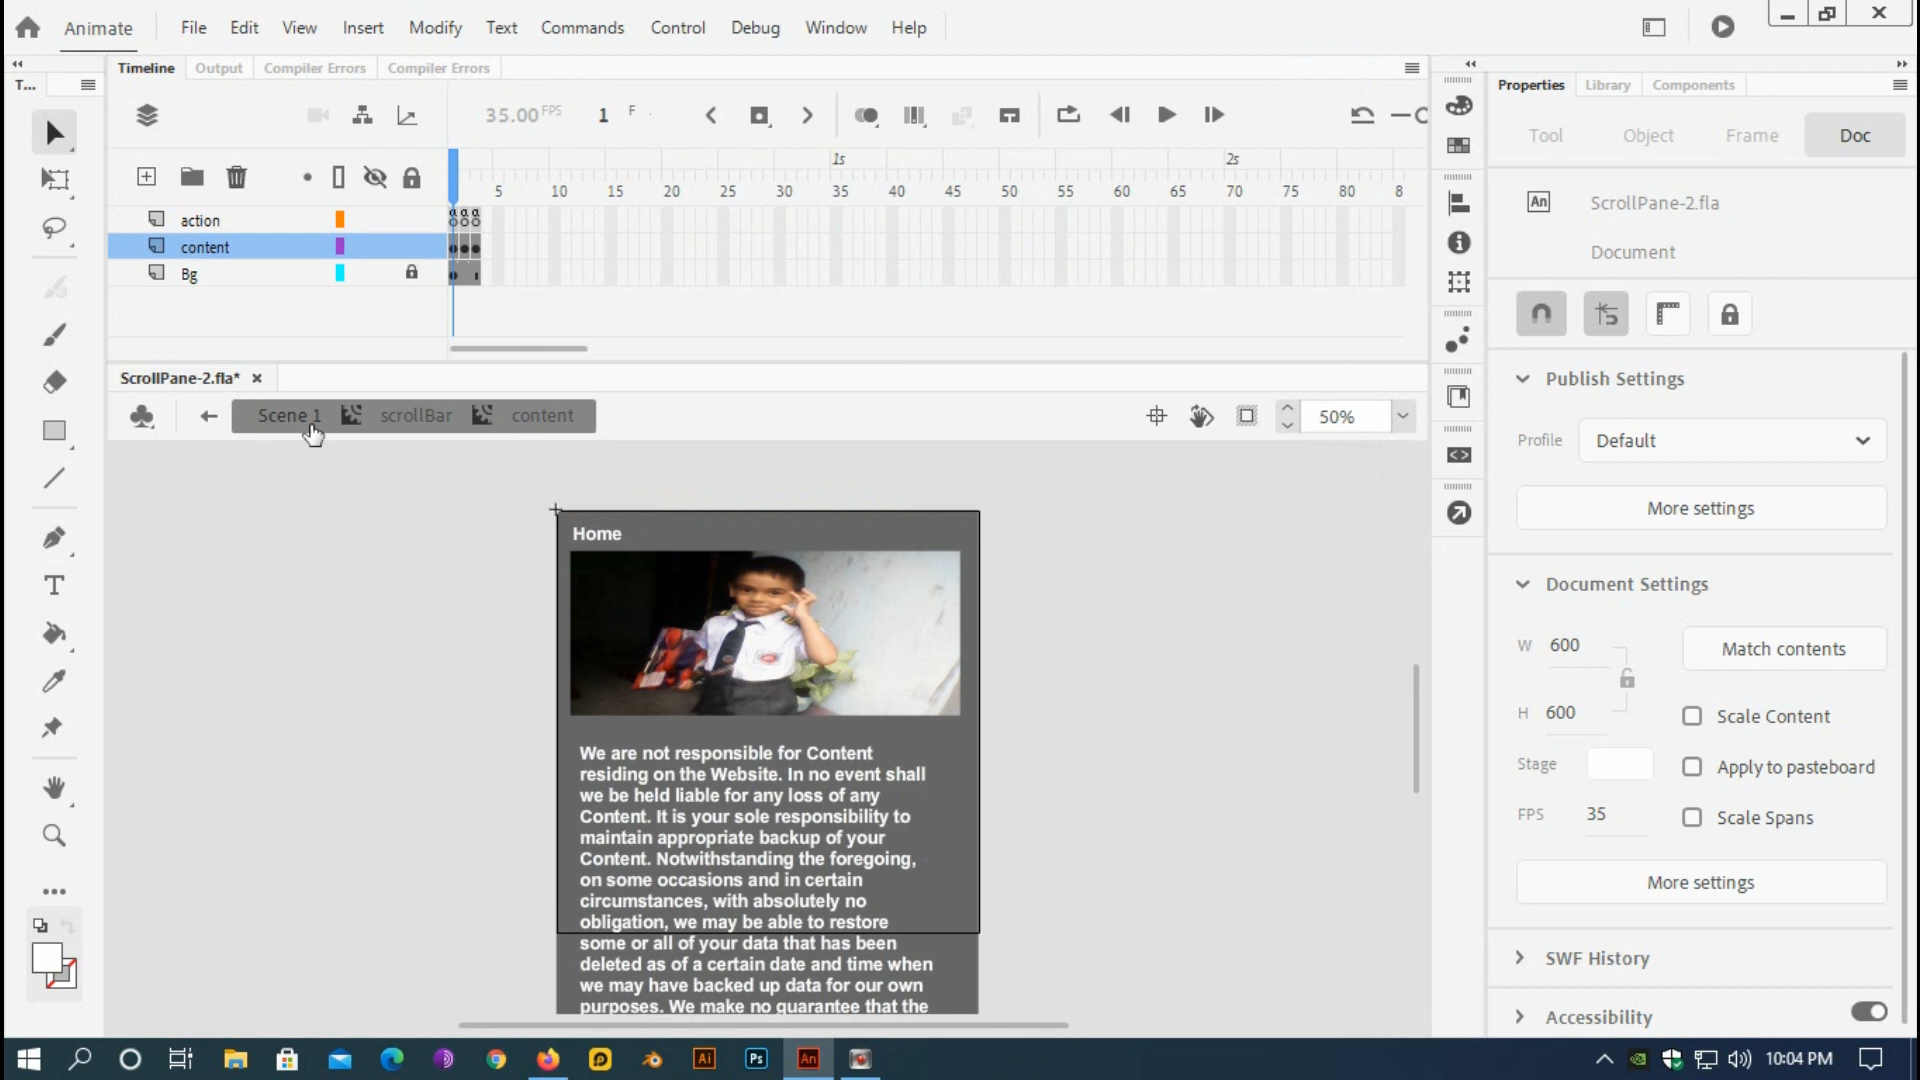 Animate File Edit View Insert Modify Text Commands Control Debug Window Help
T... Timeline Output Compiler Errors Compiler Errors
Properties Library Components
35.00 FPS 1 F
Tool Object Frame Doc
1s 2s
5 10 15 20 25 30 35 40 45 50 55 60 65 70 75 80 8
An ScrollPane-2.fla
action
content
Document
Bg
Publish Settings
ScrollPane-2.fla*
Scene 1 scrollBar content 50%
Profile Default
More settings
Home
Document Settings
W 600 Match contents
H 600 Scale Content
Stage Apply to pasteboard
FPS 35 Scale Spans
More settings
SWF History
Accessibility
We are not responsible for Content
residing on the Website. In no event shall
we be held liable for any loss of any
Content. It is your sole responsibility to
maintain appropriate backup of your
Content. Notwithstanding the foregoing,
on some occasions and in certain
circumstances, with absolutely no
obligation, we may be able to restore
some or all of your data that has been
deleted as of a certain date and time when
we may have backed up data for our own
purposes. We make no guarantee that the
Ai Ps An 10:04 PM